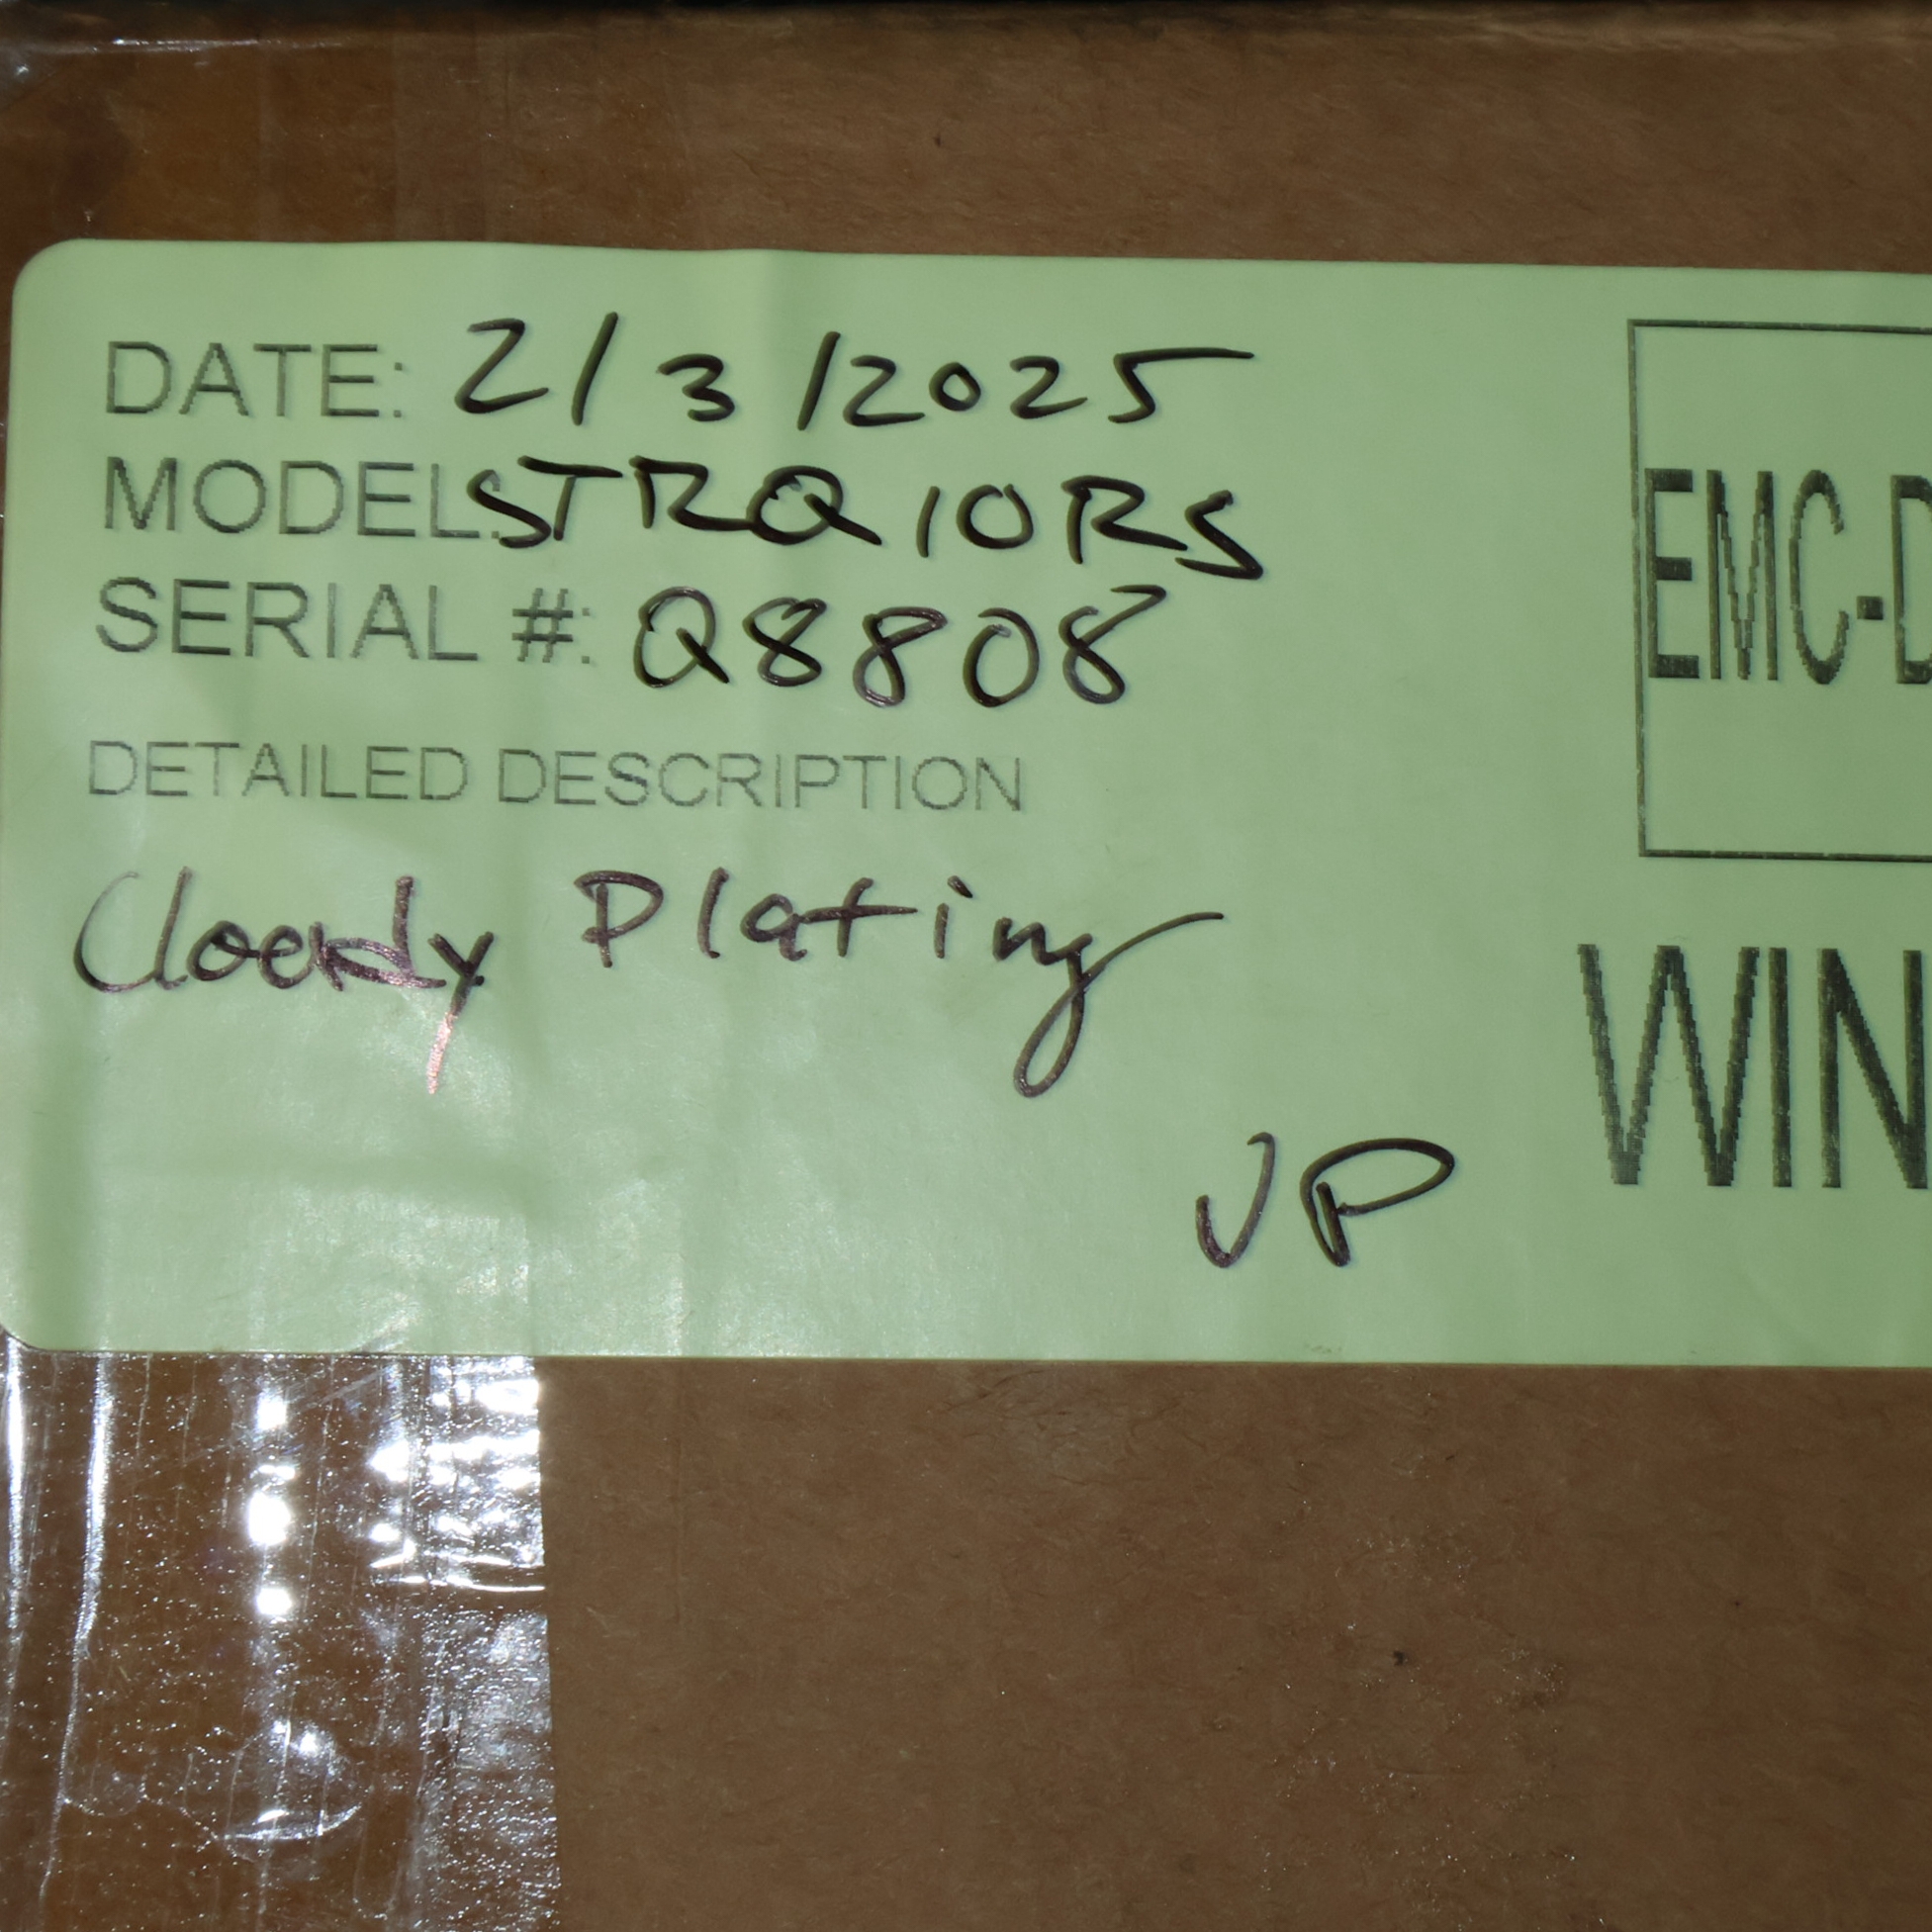 DATE: 2/3/2025
MODEL: STRQ10RS
SERIAL #: Q8808
DETAILED DESCRIPTION
Cloudy Plating
JP
EMC-D
WIN